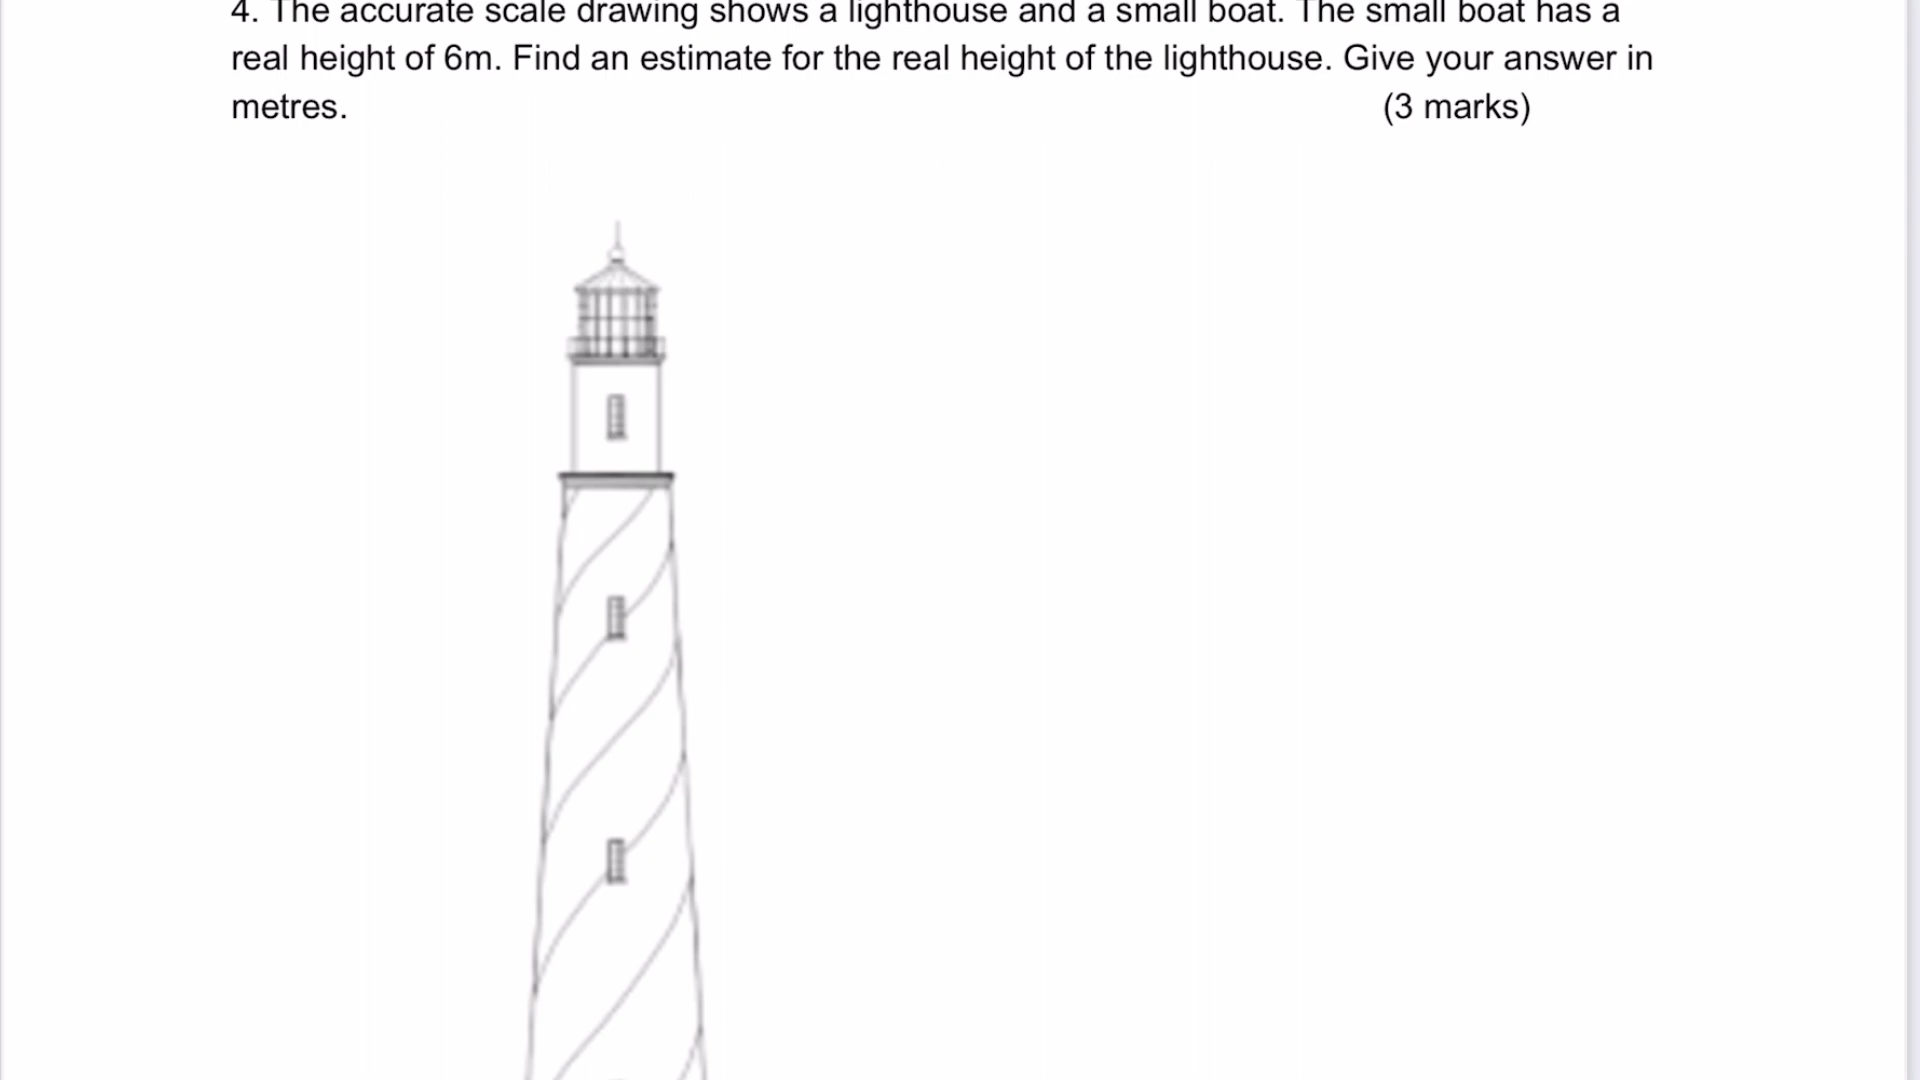 4. The accurate scale drawing shows a lighthouse and a small boat. The small boat has a
real height of 6m. Find an estimate for the real height of the lighthouse. Give your answer in
metres. (3 marks)